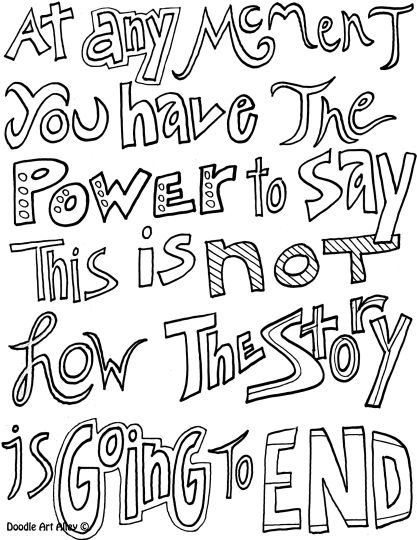 At any Moment
you have The
POWER to Say
This is not
how The Story
is GoinG To END
Doodle Art Alley ©